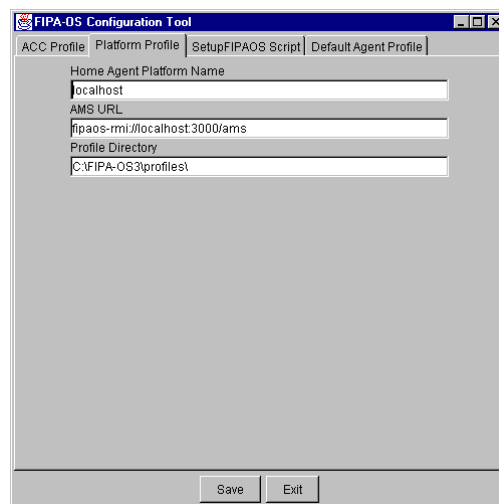 FIPA-OS Configuration Tool
ACC Profile Platform Profile SetupFIPAOS Script Default Agent Profile
Home Agent Platform Name
localhost
AMS URL
fipaos-rmi://localhost:3000/ams
Profile Directory
C:\FIPA-OS3\profiles\
Save Exit